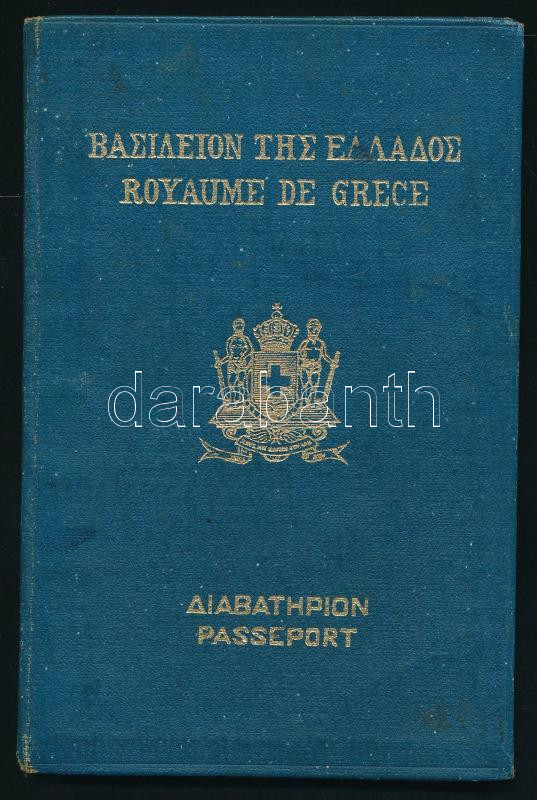 ΒΑΣΙΛΕΙΟΝ ΤΗΣ ΕΛΛΑΔΟΣ
ROYAUME DE GRECE
darabanth
ΔΙΑΒΑΤΗΡΙΟΝ
PASSEPORT